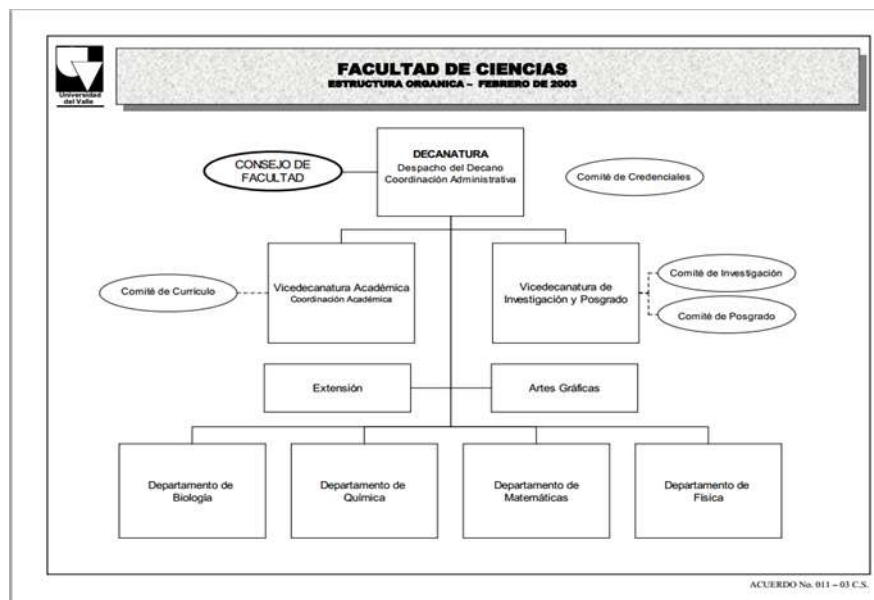 Universidad
del Valle
FACULTAD DE CIENCIAS
ESTRUCTURA ORGANICA – FEBRERO DE 2003
DECANATURA
Despacho del Decano
Coordinación Administrativa
CONSEJO DE
FACULTAD
Comité de Credenciales
Vicedecanatura Académica
Coordinación Académica
Vicedecanatura de
Investigación y Posgrado
Comité de Currículo
Comité de Investigación
Comité de Posgrado
Extensión
Artes Gráficas
Departamento de
Biología
Departamento de
Química
Departamento de
Matemáticas
Departamento de
Física
ACUERDO No. 011 – 03 C.S.